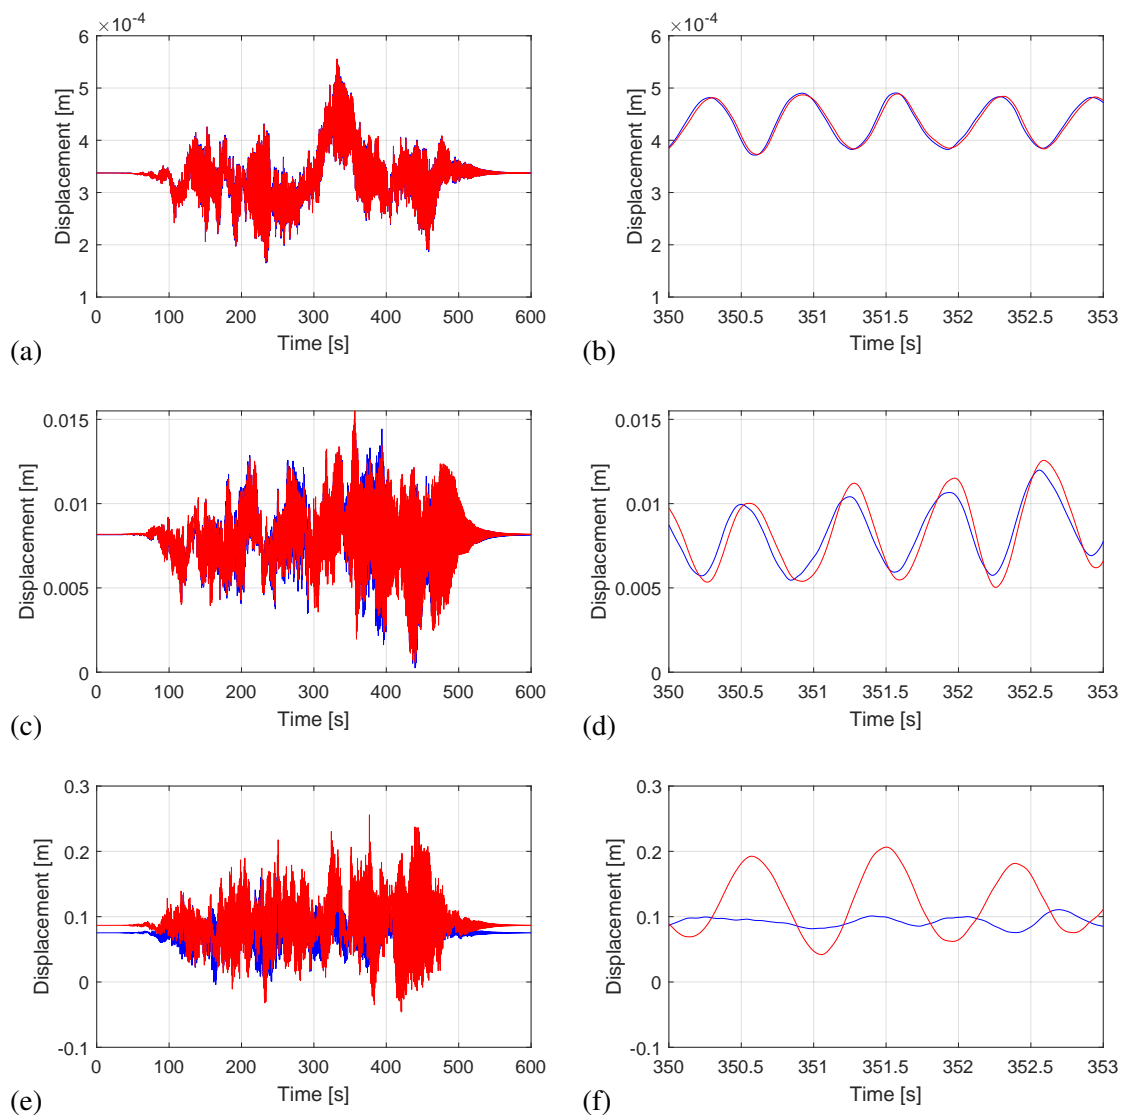 ×10-4
6
5
4
3
2
1
Displacement [m]
0 100 200 300 400 500 600
Time [s]
(a)
×10-4
6
5
4
3
2
1
Displacement [m]
350 350.5 351 351.5 352 352.5 353
Time [s]
(b)
0.015
0.01
0.005
0
Displacement [m]
0 100 200 300 400 500 600
Time [s]
(c)
0.015
0.01
0.005
0
Displacement [m]
350 350.5 351 351.5 352 352.5 353
Time [s]
(d)
0.3
0.2
0.1
0
-0.1
Displacement [m]
0 100 200 300 400 500 600
Time [s]
(e)
0.3
0.2
0.1
0
-0.1
Displacement [m]
350 350.5 351 351.5 352 352.5 353
Time [s]
(f)